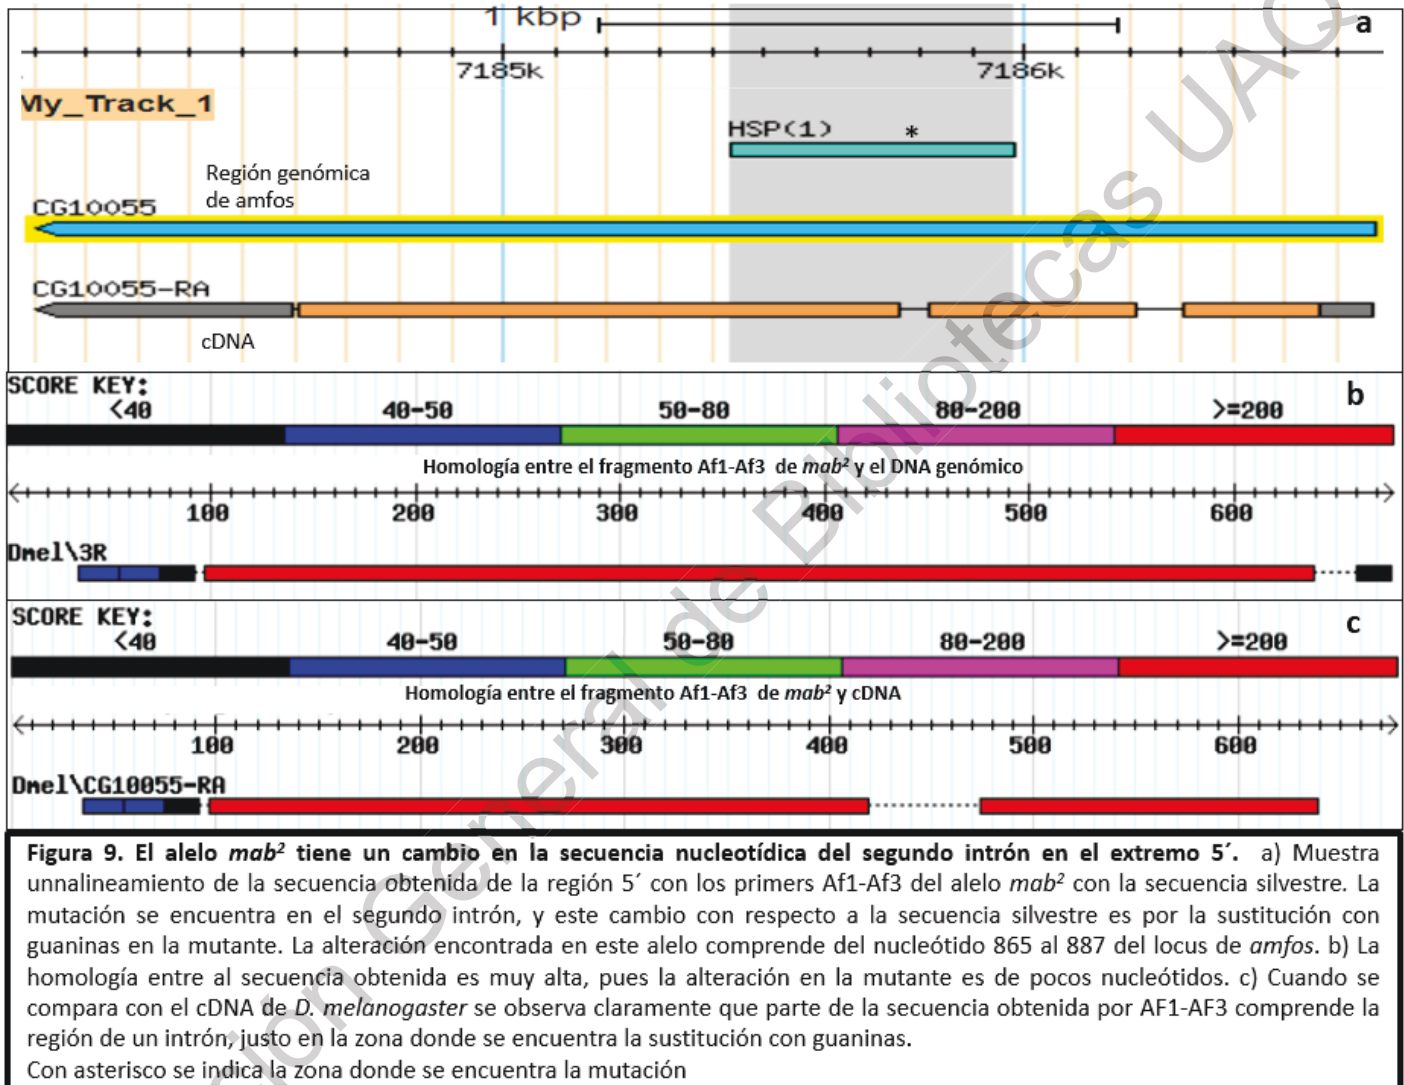 1 kbp
a
7185k
7186k
My_Track_1
HSP(1)
*
Región genómica
de amfos
CG10055
CG10055-RA
cDNA
SCORE KEY:
b
<40
40-50
50-80
80-200
>=200
Homología entre el fragmento Af1-Af3 de mab² y el DNA genómico
100
200
300
400
500
600
Dmel\3R
SCORE KEY:
c
<40
40-50
50-80
80-200
>=200
Homología entre el fragmento Af1-Af3 de mab² y cDNA
100
200
300
400
500
600
Dmel\CG10055-RA
Figura 9. El alelo mab² tiene un cambio en la secuencia nucleotídica del segundo intrón en el extremo 5´. a) Muestra
unnalineamiento de la secuencia obtenida de la región 5´ con los primers Af1-Af3 del alelo mab² con la secuencia silvestre. La
mutación se encuentra en el segundo intrón, y este cambio con respecto a la secuencia silvestre es por la sustitución con
guaninas en la mutante. La alteración encontrada en este alelo comprende del nucleótido 865 al 887 del locus de amfos. b) La
homología entre al secuencia obtenida es muy alta, pues la alteración en la mutante es de pocos nucleótidos. c) Cuando se
compara con el cDNA de D. melanogaster se observa claramente que parte de la secuencia obtenida por AF1-AF3 comprende la
región de un intrón, justo en la zona donde se encuentra la sustitución con guaninas.
Con asterisco se indica la zona donde se encuentra la mutación
ción General de Bibliotecas UAQ